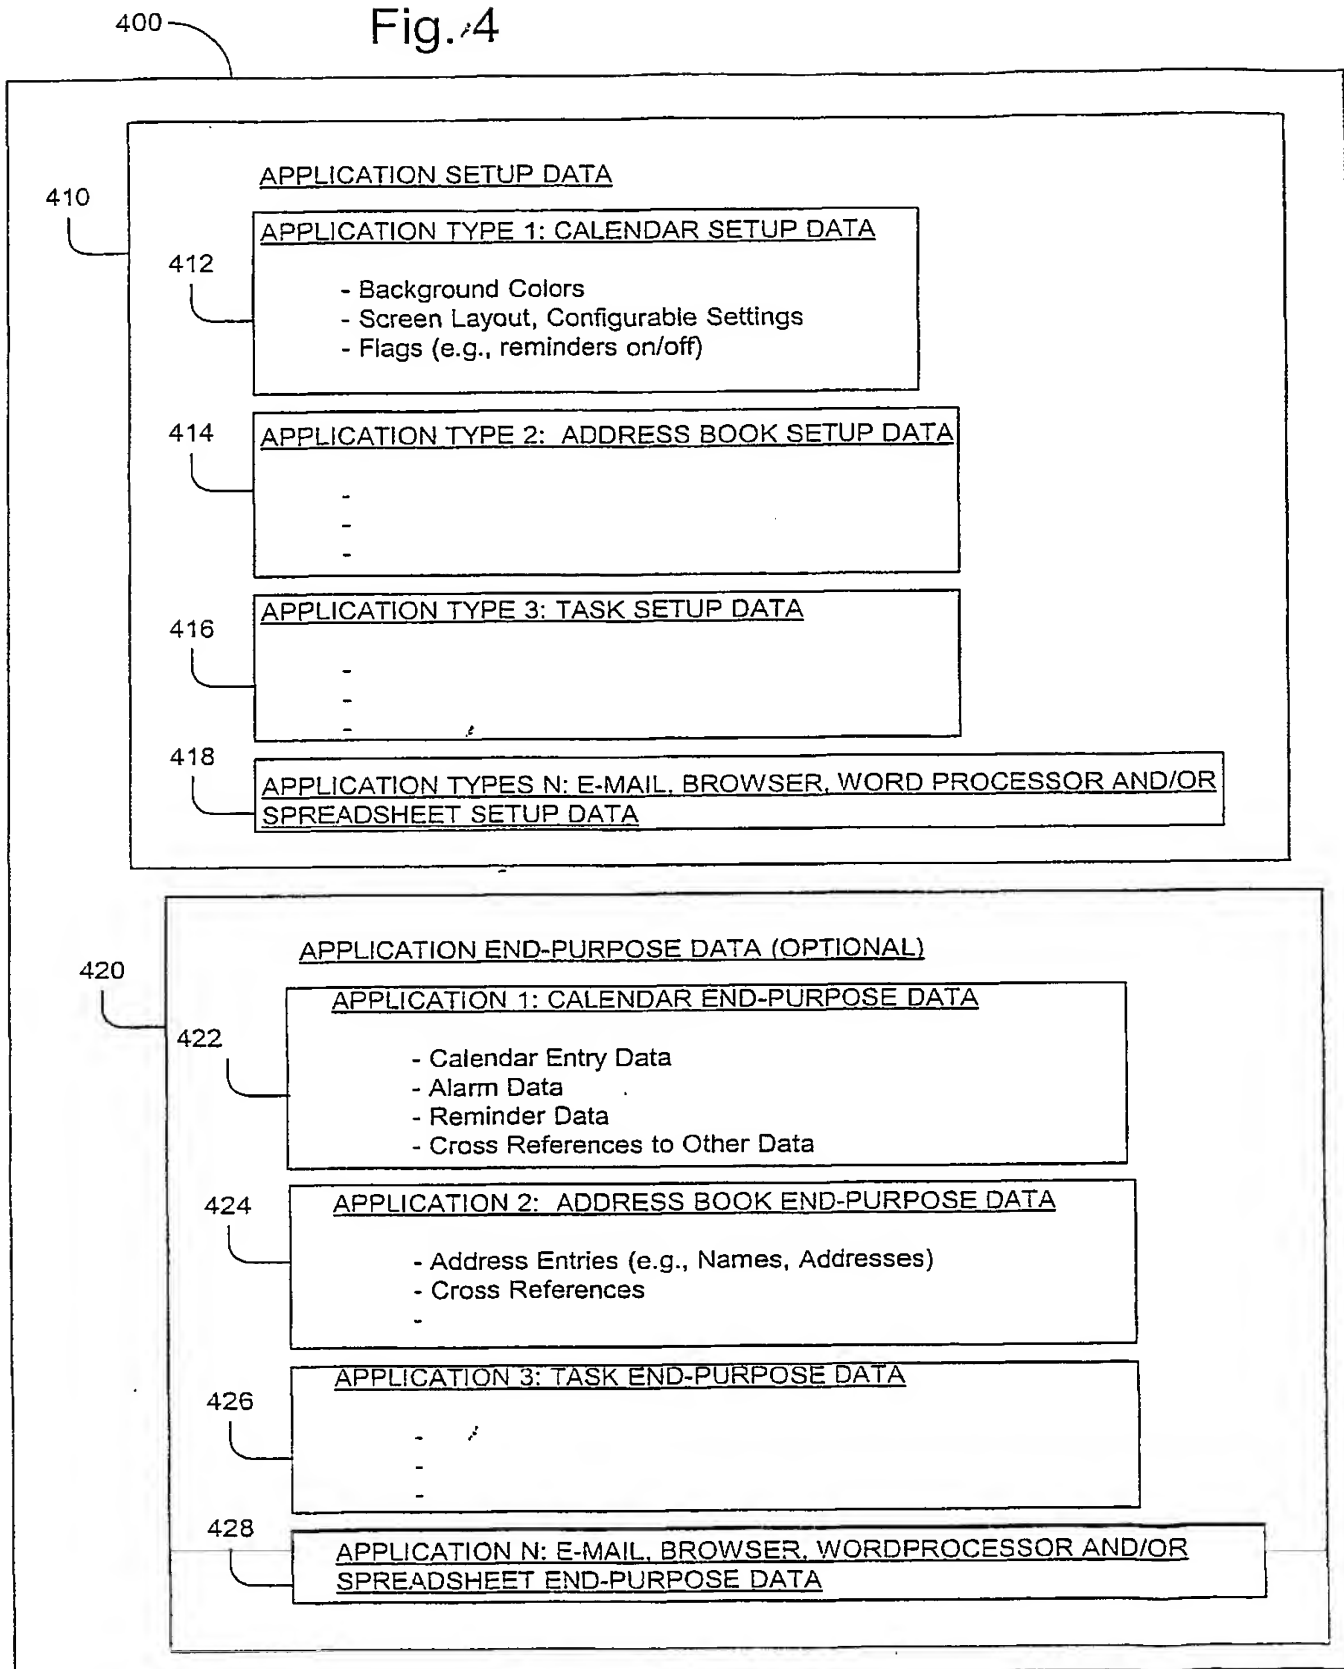 Fig. 4
400
410
APPLICATION SETUP DATA
412
APPLICATION TYPE 1: CALENDAR SETUP DATA
- Background Colors
- Screen Layout, Configurable Settings
- Flags (e.g., reminders on/off)
414
APPLICATION TYPE 2: ADDRESS BOOK SETUP DATA
-
-
-
416
APPLICATION TYPE 3: TASK SETUP DATA
-
-
-
418
APPLICATION TYPES N: E-MAIL, BROWSER, WORD PROCESSOR AND/OR
SPREADSHEET SETUP DATA
420
APPLICATION END-PURPOSE DATA (OPTIONAL)
422
APPLICATION 1: CALENDAR END-PURPOSE DATA
- Calendar Entry Data
- Alarm Data
- Reminder Data
- Cross References to Other Data
424
APPLICATION 2: ADDRESS BOOK END-PURPOSE DATA
- Address Entries (e.g., Names, Addresses)
- Cross References
-
426
APPLICATION 3: TASK END-PURPOSE DATA
-
-
-
428
APPLICATION N: E-MAIL, BROWSER, WORDPROCESSOR AND/OR
SPREADSHEET END-PURPOSE DATA